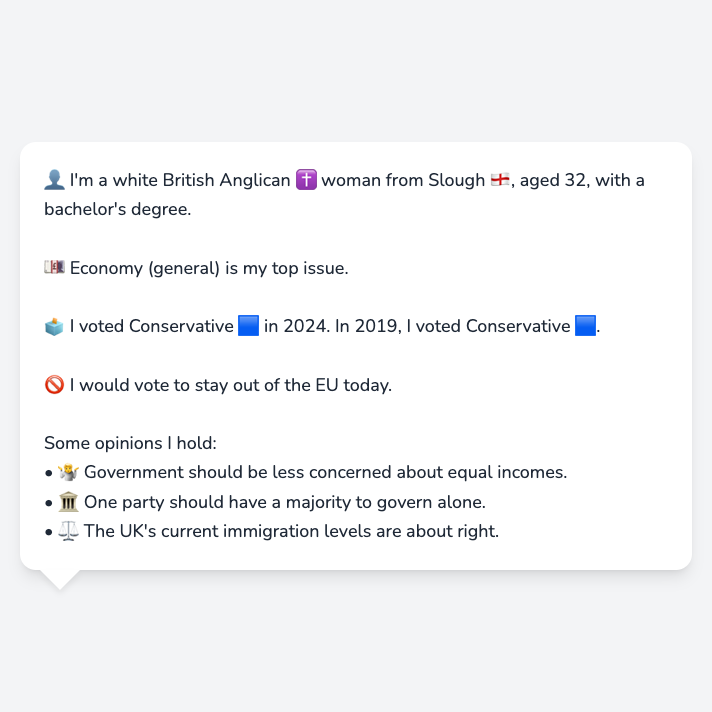 👤 I'm a white British Anglican ✝️ woman from Slough 🏴󠁧󠁢󠁥󠁮󠁧󠁿, aged 32, with a
bachelor's degree.
💷 Economy (general) is my top issue.
🗳️ I voted Conservative 🟦 in 2024. In 2019, I voted Conservative 🟦.
🚫 I would vote to stay out of the EU today.
Some opinions I hold:
• 🤷 Government should be less concerned about equal incomes.
• 🏛️ One party should have a majority to govern alone.
• ⚖️ The UK's current immigration levels are about right.